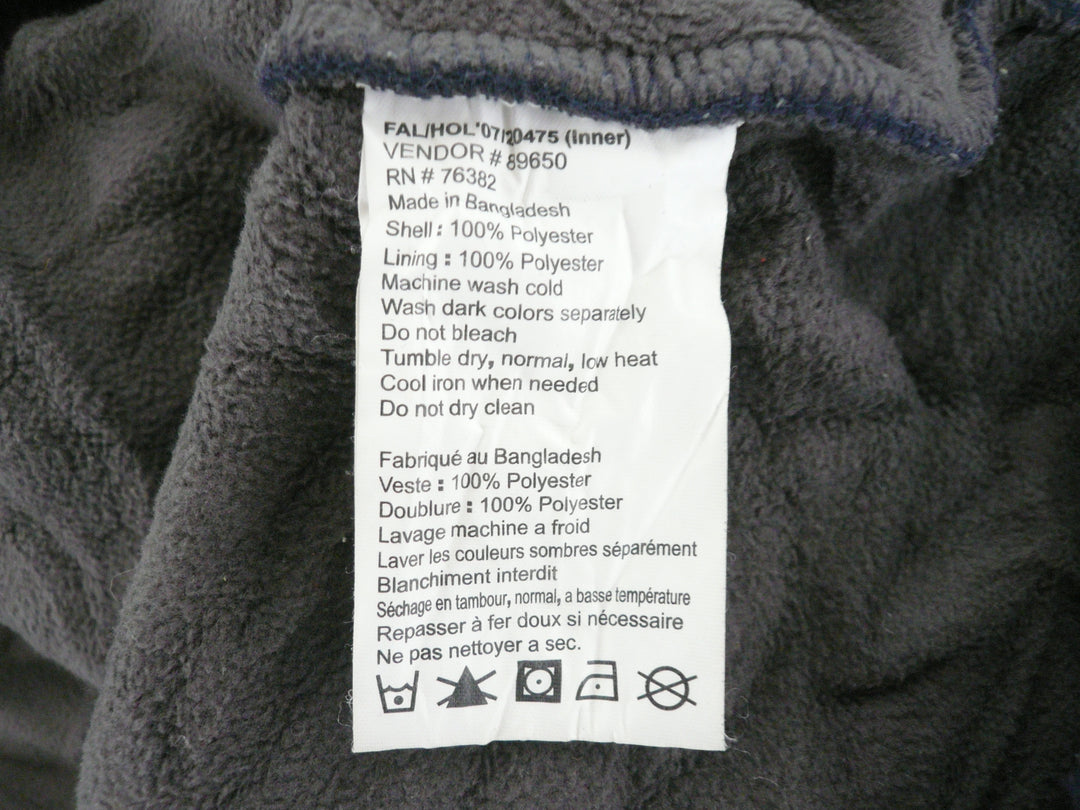 FAL/HOL'07/20475 (Inner)
VENDOR # 89650
RN # 76382
Made in Bangladesh
Shell : 100% Polyester
Lining : 100% Polyester
Machine wash cold
Wash dark colors separately
Do not bleach
Tumble dry, normal, low heat
Cool iron when needed
Do not dry clean
Fabriqué au Bangladesh
Veste : 100% Polyester
Doublure : 100% Polyester
Lavage machine a froid
Laver les couleurs sombres séparément
Blanchiment interdit
Séchage en tambour, normal, a basse température
Repasser à fer doux si nécessaire
Ne pas nettoyer a sec.